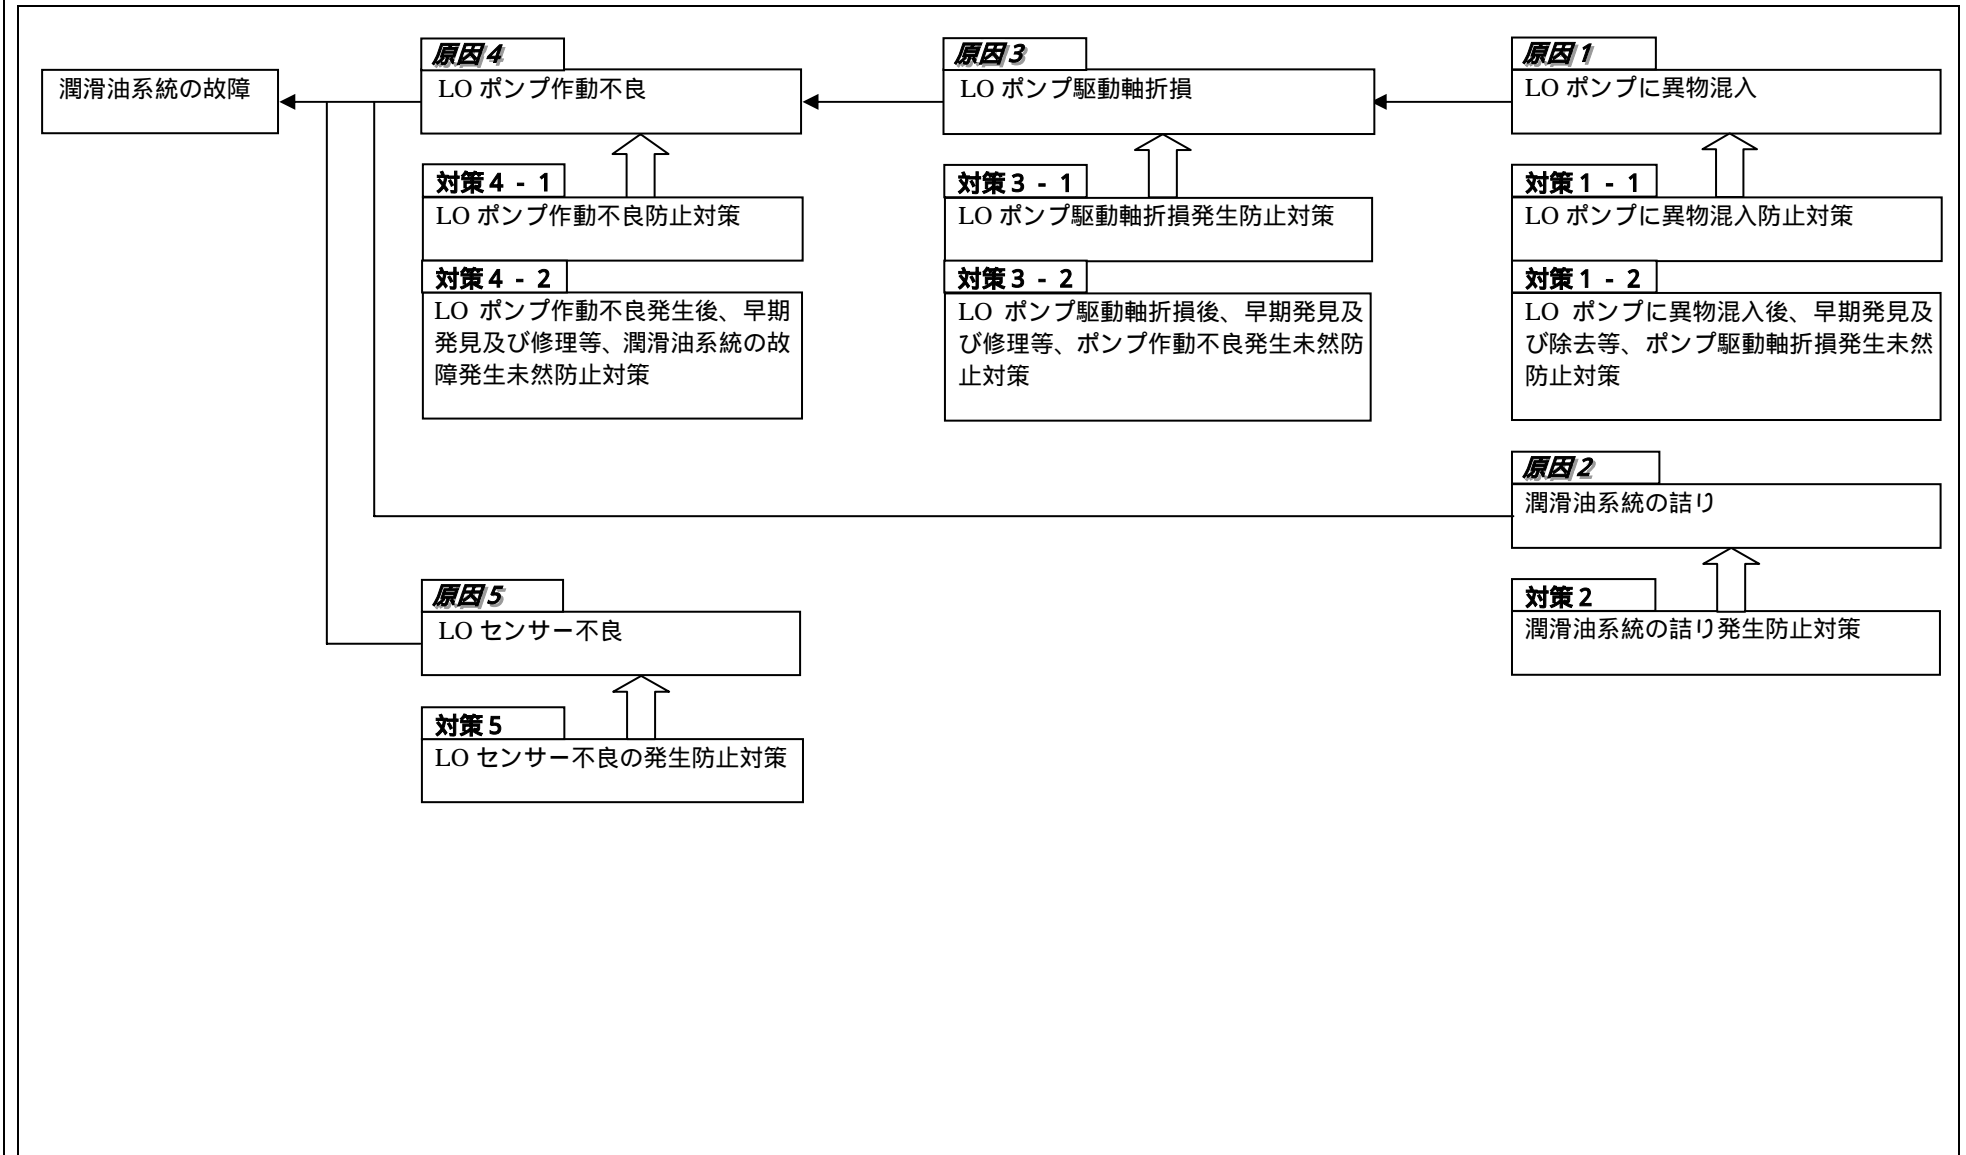 潤滑油系統の故障
原因4
LO ポンプ作動不良
対策4 - 1
LO ポンプ作動不良防止対策
対策4 - 2
LO ポンプ作動不良発生後、早期
発見及び修理等、潤滑油系統の故
障発生未然防止対策
原因3
LO ポンプ駆動軸折損
対策3 - 1
LO ポンプ駆動軸折損発生防止対策
対策3 - 2
LO ポンプ駆動軸折損後、早期発見及
び修理等、ポンプ作動不良発生未然防
止対策
原因1
LO ポンプに異物混入
対策1 - 1
LO ポンプに異物混入防止対策
対策1 - 2
LO ポンプに異物混入後、早期発見及
び除去等、ポンプ駆動軸折損発生未然
防止対策
原因2
潤滑油系統の詰り
対策2
潤滑油系統の詰り発生防止対策
原因5
LO センサー不良
対策5
LO センサー不良の発生防止対策